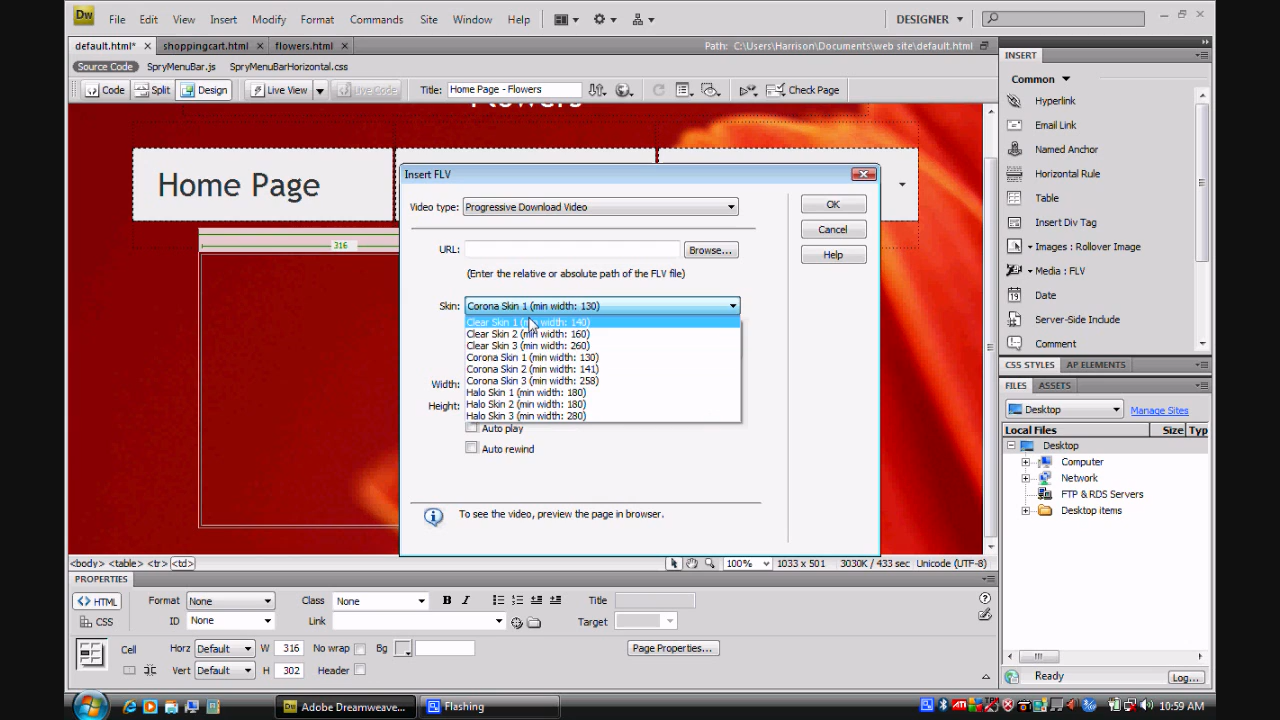 Dw File Edit View Insert Modify Format Commands Site Window Help DESIGNER
default.html* shoppingcart.html flowers.html Path: C:\Users\Harrison\Documents\web site\default.html
Source Code SpryMenuBar.js SpryMenuBarHorizontal.css
Code Split Design Live View Live Code Title: Home Page - Flowers Check Page
Flowers
Home Page
316
Insert FLV
Video type: Progressive Download Video
OK
URL: Browse...
Cancel
(Enter the relative or absolute path of the FLV file)
Help
Skin: Corona Skin 1 (min width: 130)
Clear Skin 1 (min width: 140)
Clear Skin 2 (min width: 160)
Clear Skin 3 (min width: 260)
Corona Skin 1 (min width: 130)
Corona Skin 2 (min width: 141)
Corona Skin 3 (min width: 258)
Halo Skin 1 (min width: 180)
Halo Skin 2 (min width: 180)
Halo Skin 3 (min width: 280)
Width:
Height:
Auto play
Auto rewind
To see the video, preview the page in browser.
<body> <table> <tr> <td> 100% 1033 x 501 3030K / 433 sec Unicode (UTF-8)
PROPERTIES
<> HTML Format None Class None B I Title
CSS ID None Link Target
Cell Horz Default W 316 No wrap Bg Page Properties...
Vert Default H 302 Header
INSERT
Common
Hyperlink
Email Link
Named Anchor
Horizontal Rule
Table
Insert Div Tag
Images : Rollover Image
Media : FLV
19 Date
Server-Side Include
Comment
CSS STYLES AP ELEMENTS
FILES ASSETS
Desktop Manage Sites
Local Files Size Typ
Desktop
Computer
Network
FTP & RDS Servers
Desktop items
Ready Log...
Adobe Dreamweave... Flashing 10:59 AM